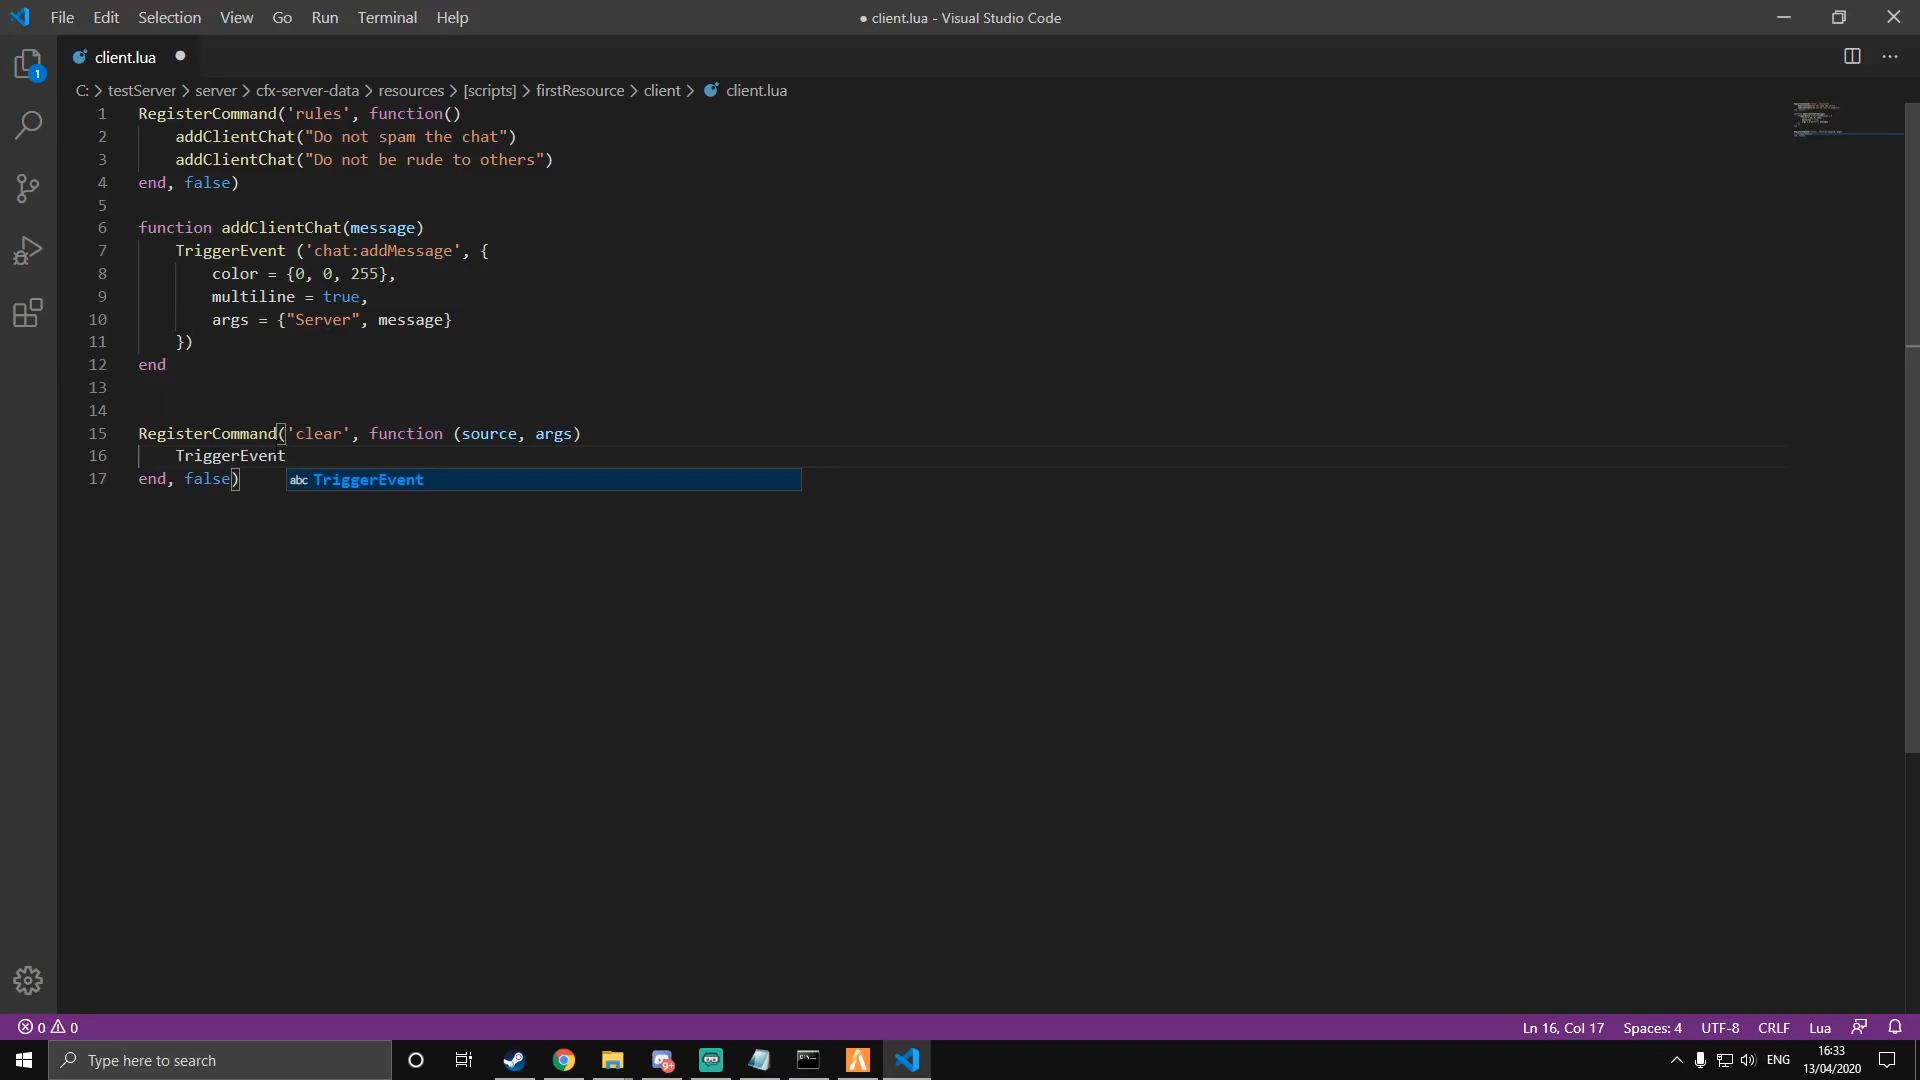 File Edit Selection View Go Run Terminal Help
● client.lua - Visual Studio Code
client.lua ●
1
C: > testServer > server > cfx-server-data > resources > [scripts] > firstResource > client > client.lua
1 RegisterCommand('rules', function()
2 addClientChat("Do not spam the chat")
3 addClientChat("Do not be rude to others")
4 end, false)
5
6 function addClientChat(message)
7 TriggerEvent ('chat:addMessage', {
8 color = {0, 0, 255},
9 multiline = true,
10 args = {"Server", message}
11 })
12 end
13
14
15 RegisterCommand('clear', function (source, args)
16 TriggerEvent
17 end, false)
abc TriggerEvent
0 0
Ln 16, Col 17 Spaces: 4 UTF-8 CRLF Lua
Type here to search
9+
ENG
16:33
13/04/2020